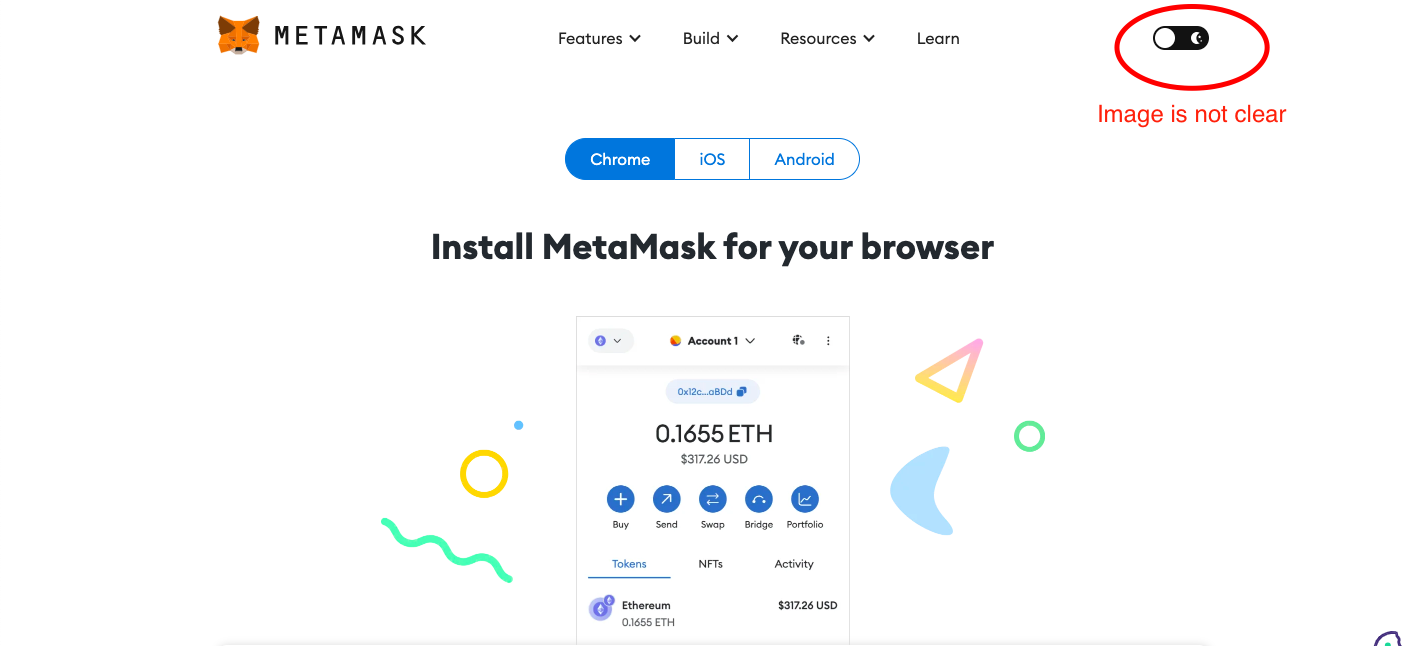 METAMASK
Features Build Resources Learn
Image is not clear
Chrome iOS Android
Install MetaMask for your browser
Account 1
0x12c...aBDd
0.1655 ETH
$317.26 USD
Buy Send Swap Bridge Portfolio
Tokens NFTs Activity
Ethereum $317.26 USD
0.1655 ETH